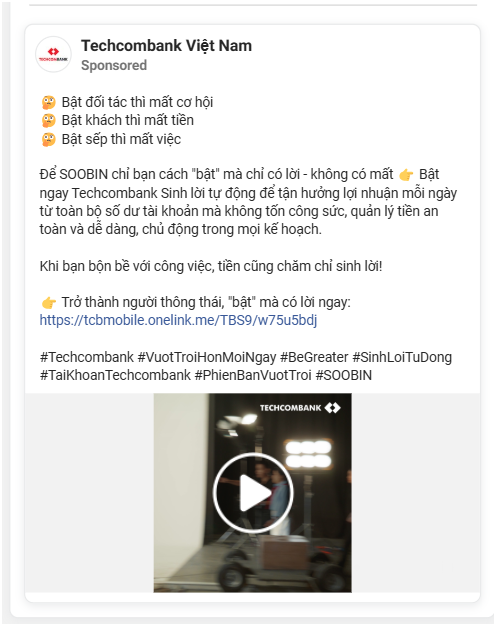 Techcombank Việt Nam
Sponsored
🤔 Bật đối tác thì mất cơ hội
🤔 Bật khách thì mất tiền
🤔 Bật sếp thì mất việc
Để SOOBIN chỉ bạn cách "bật" mà chỉ có lời - không có mất 👉 Bật
ngay Techcombank Sinh lời tự động để tận hưởng lợi nhuận mỗi ngày
từ toàn bộ số dư tài khoản mà không tốn công sức, quản lý tiền an
toàn và dễ dàng, chủ động trong mọi kế hoạch.
Khi bạn bộn bề với công việc, tiền cũng chăm chỉ sinh lời!
👉 Trở thành người thông thái, "bật" mà có lời ngay:
https://tcbmobile.onelink.me/TBS9/w75u5bdj
#Techcombank #VuotTroiHonMoiNgay #BeGreater #SinhLoiTuDong
#TaiKhoanTechcombank #PhienBanVuotTroi #SOOBIN
TECHCOMBANK
TECHCOMBANK